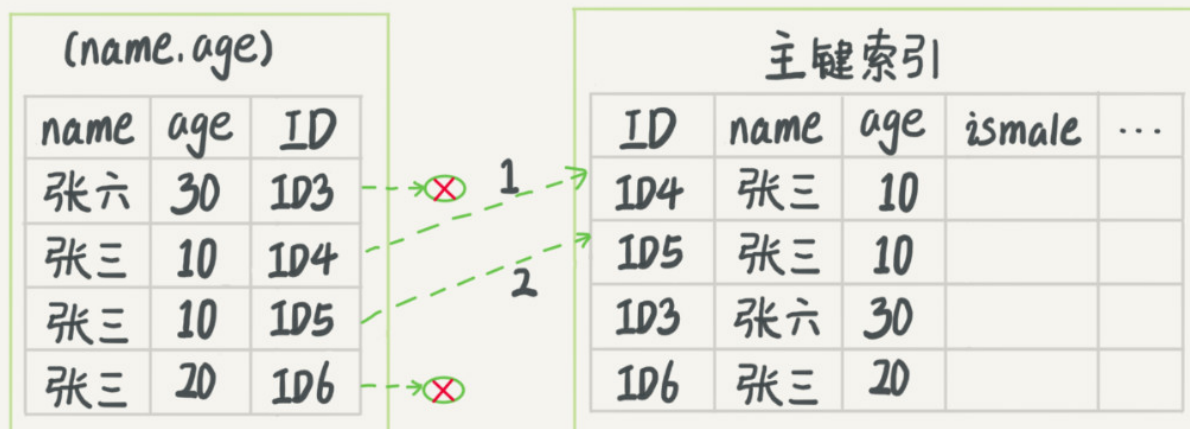 (name.age)
name age ID
张六 30 ID3
张三 10 ID4
张三 10 ID5
张三 20 ID6
1
2
主键索引
ID name age ismale ...
ID4 张三 10
ID5 张三 10
ID3 张六 30
ID6 张三 20